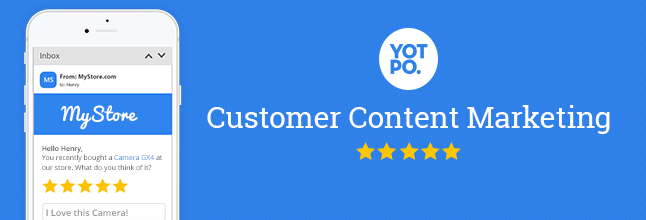 Inbox
MS
From: MyStore.com
to: Henry
MyStore
Hello Henry,
You recently bought a Camera GX4 at
our store. What do you think of it?
I Love this Camera!
YOT
PO.
Customer Content Marketing